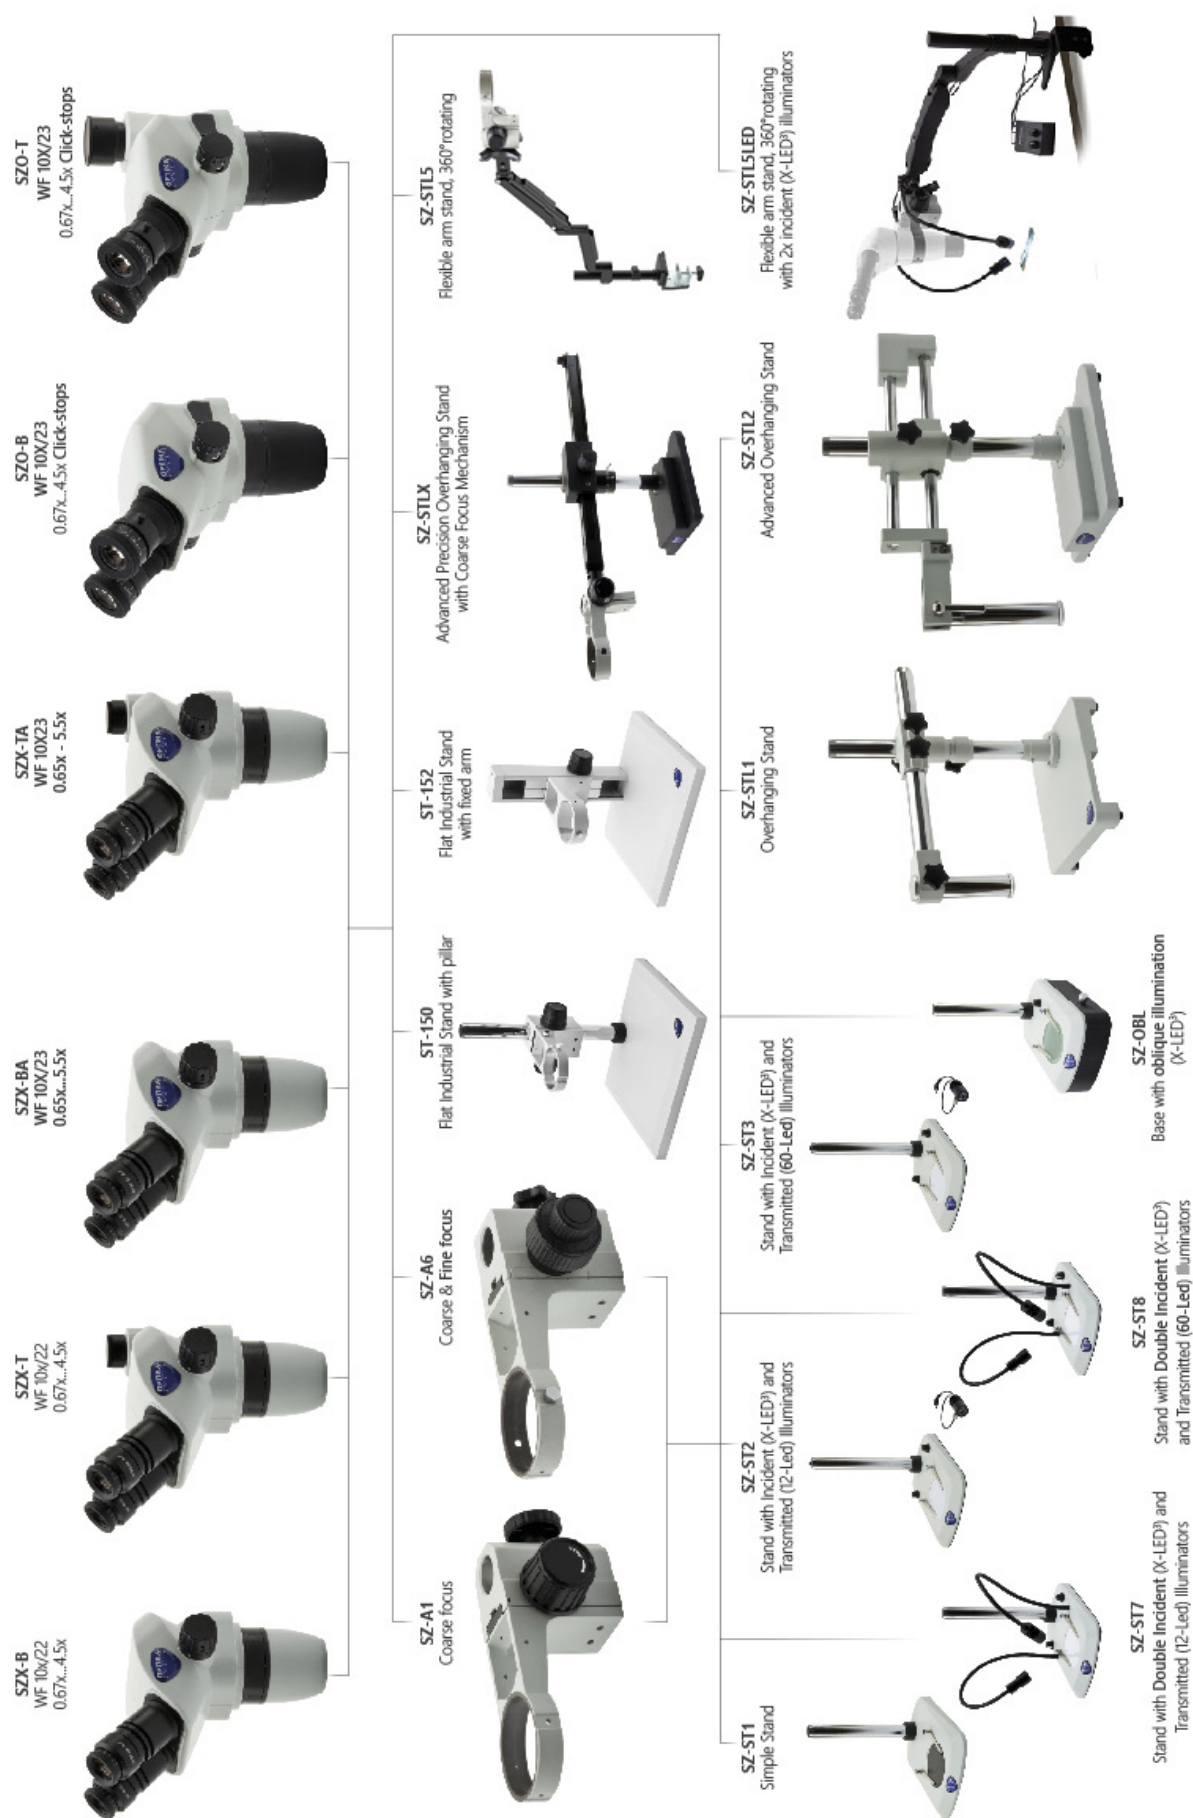 SZX-B
WF 10x/22
0.67x...4.5x
SZX-T
WF 10x/22
0.67x...4.5x
SZX-BA
WF 10X/23
0.65x...5.5x
SZX-TA
WF 10X23
0.65x - 5.5x
SZO-B
WF 10X/23
0.67x...4.5x Click-stops
SZO-T
WF 10X/23
0.67x...4.5x Click-stops
SZ-A1
Coarse focus
SZ-A6
Coarse & Fine focus
ST-150
Flat Industrial Stand with pillar
ST-152
Flat Industrial Stand
with fixed arm
SZ-STLX
Advanced Precision Overhanging Stand
with Coarse Focus Mechanism
SZ-STL5
Flexible arm stand, 360°rotating
SZ-ST1
Simple Stand
SZ-ST2
Stand with Incident (X-LED³) and
Transmitted (12-Led) Illuminators
SZ-ST3
Stand with Incident (X-LED³) and
Transmitted (60-Led) Illuminators
SZ-STL1
Overhanging Stand
SZ-STL2
Advanced Overhanging Stand
SZ-STL5LED
Flexible arm stand, 360°rotating
with 2x incident (X-LED³) illuminators
SZ-ST7
Stand with Double Incident (X-LED³) and
Transmitted (12-Led) Illuminators
SZ-ST8
Stand with Double Incident (X-LED³)
and Transmitted (60-Led) Illuminators
SZ-OBL
Base with oblique illumination
(X-LED³)